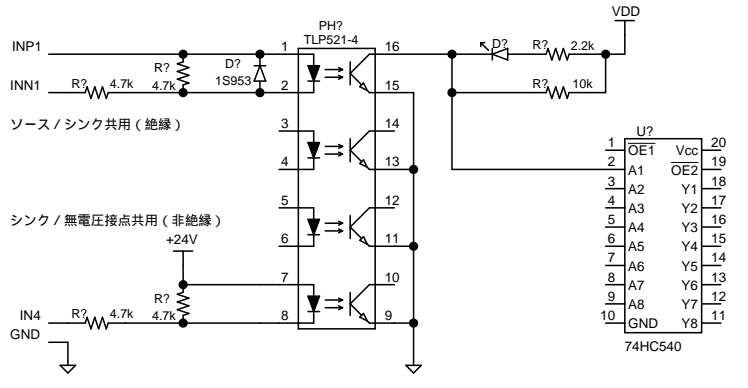 VDD
PH?
TLP521-4
INP1
1
16
D?
R?
2.2k
R?
D?
1S953
INN1
R?
4.7k
4.7k
2
15
R?
10k
ソース / シンク共用 ( 絶縁 )
3
14
4
13
U?
1
OE1
Vcc
20
2
A1
OE2
19
3
A2
Y1
18
4
A3
Y2
17
5
A4
Y3
16
6
A5
Y4
15
7
A6
Y5
14
8
A7
Y6
13
9
A8
Y7
12
10
GND
Y8
11
74HC540
シンク / 無電圧接点共用 ( 非絶縁 )
+24V
5
12
6
11
7
10
R?
IN4
R?
4.7k
4.7k
8
9
GND